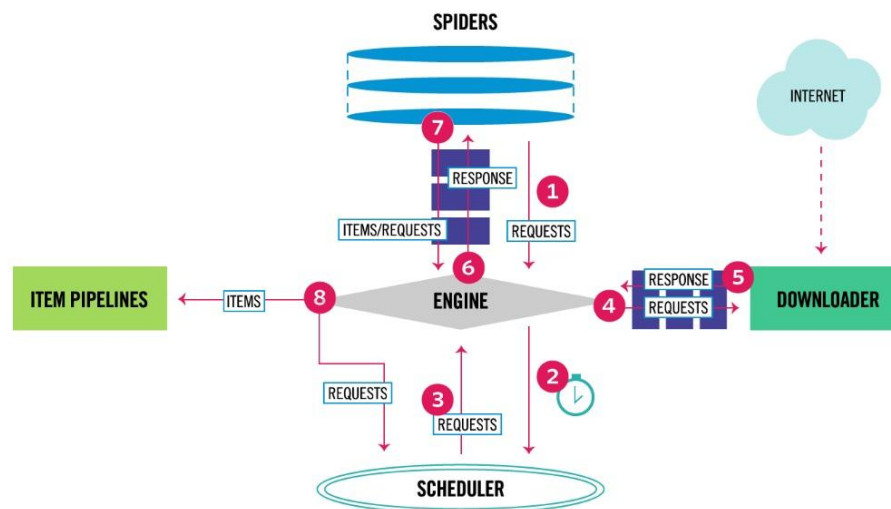 SPIDERS
INTERNET
7
RESPONSE
1
ITEMS/REQUESTS
REQUESTS
6
ITEM PIPELINES
ITEMS
8
ENGINE
4
RESPONSE
5
REQUESTS
DOWNLOADER
2
REQUESTS
3
REQUESTS
SCHEDULER